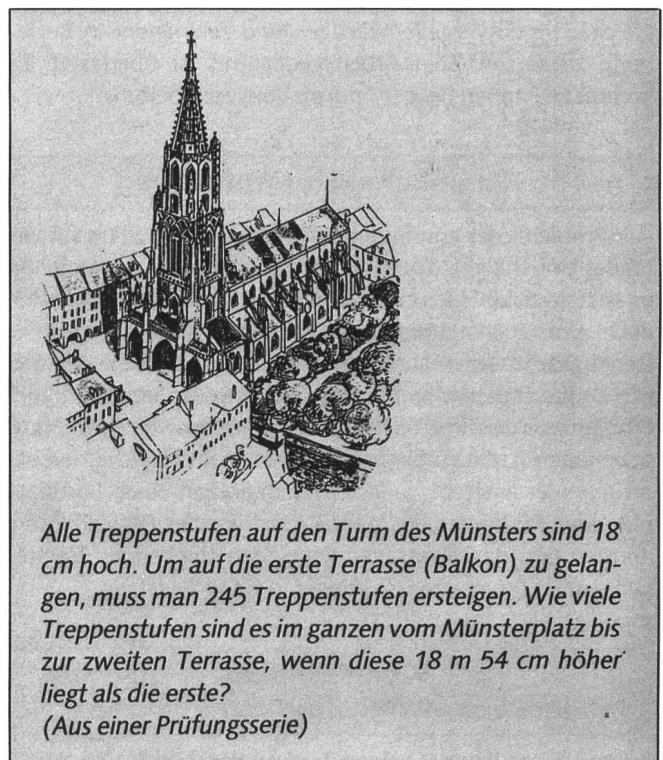 Alle Treppenstufen auf den Turm des Münsters sind 18
cm hoch. Um auf die erste Terrasse (Balkon) zu gelan-
gen, muss man 245 Treppenstufen ersteigen. Wie viele
Treppenstufen sind es im ganzen vom Münsterplatz bis
zur zweiten Terrasse, wenn diese 18 m 54 cm höher
liegt als die erste?
(Aus einer Prüfungsserie)